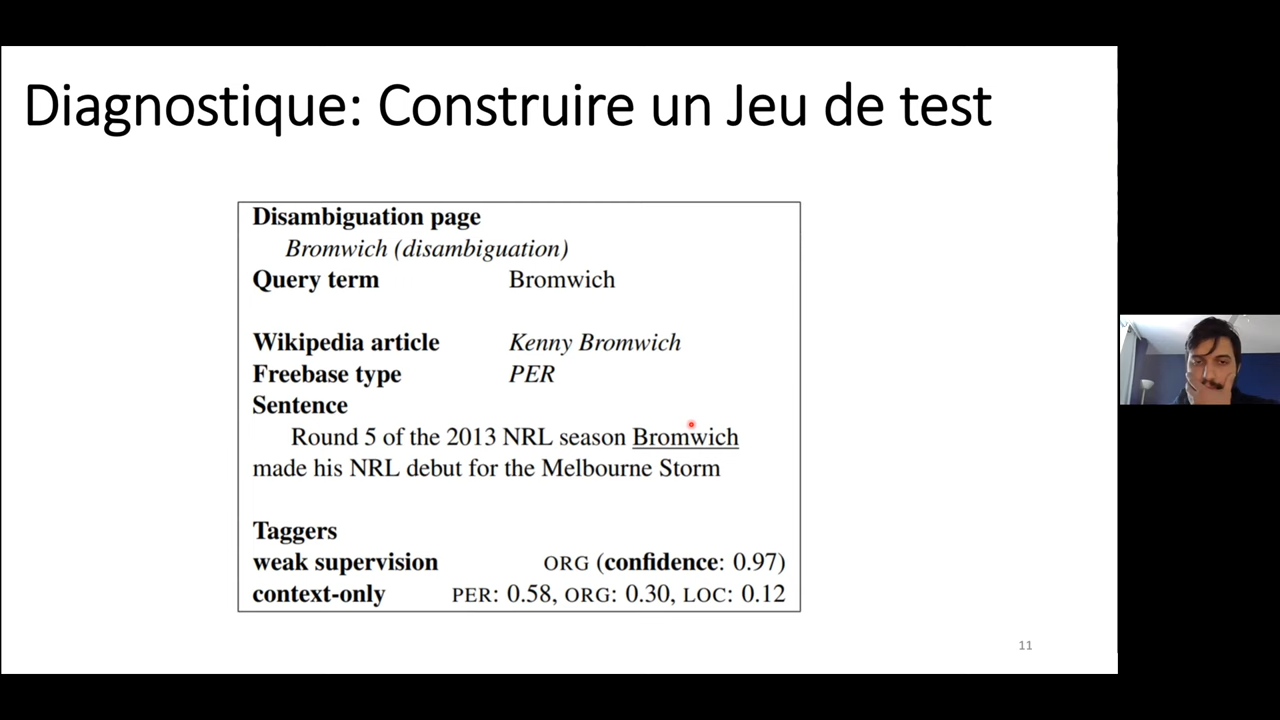 Diagnostique: Construire un Jeu de test
Disambiguation page
Bromwich (disambiguation)
Query term Bromwich
Wikipedia article Kenny Bromwich
Freebase type PER
Sentence
Round 5 of the 2013 NRL season Bromwich
made his NRL debut for the Melbourne Storm
Taggers
weak supervision ORG (confidence: 0.97)
context-only PER: 0.58, ORG: 0.30, LOC: 0.12
11